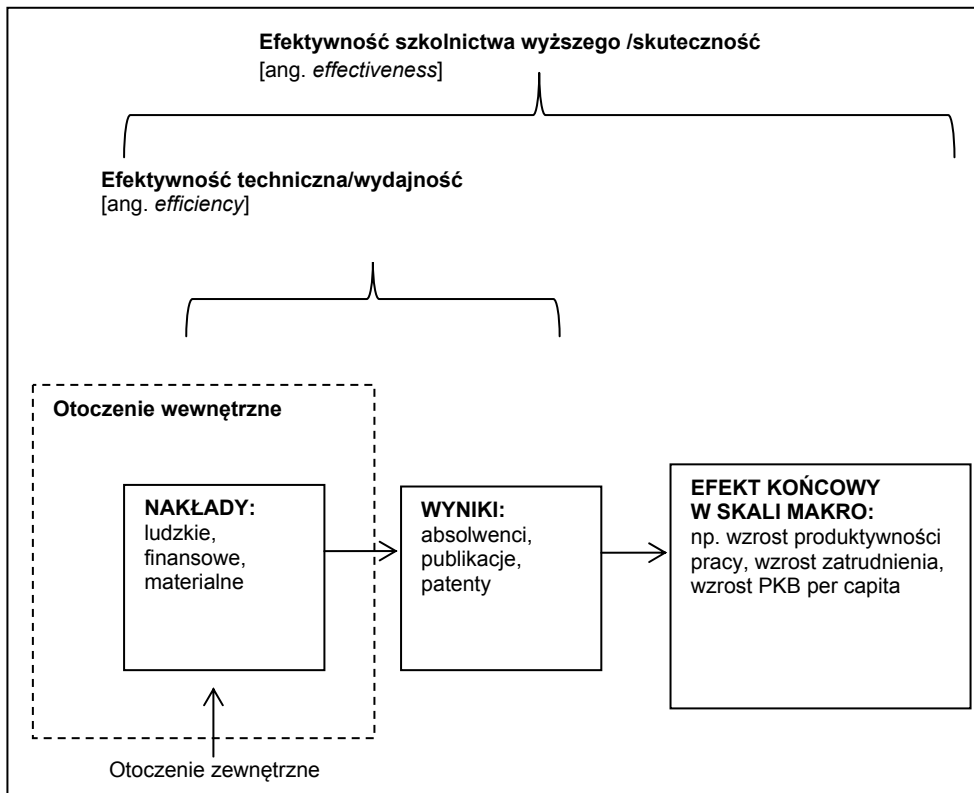 Efektywność szkolnictwa wyższego /skuteczność
[ang. effectiveness]
Efektywność techniczna/wydajność
[ang. efficiency]
Otoczenie wewnętrzne
NAKŁADY:
ludzkie,
finansowe,
materialne
WYNIKI:
absolwenci,
publikacje,
patenty
EFEKT KOŃCOWY
W SKALI MAKRO:
np. wzrost produktywności
pracy, wzrost zatrudnienia,
wzrost PKB per capita
Otoczenie zewnętrzne